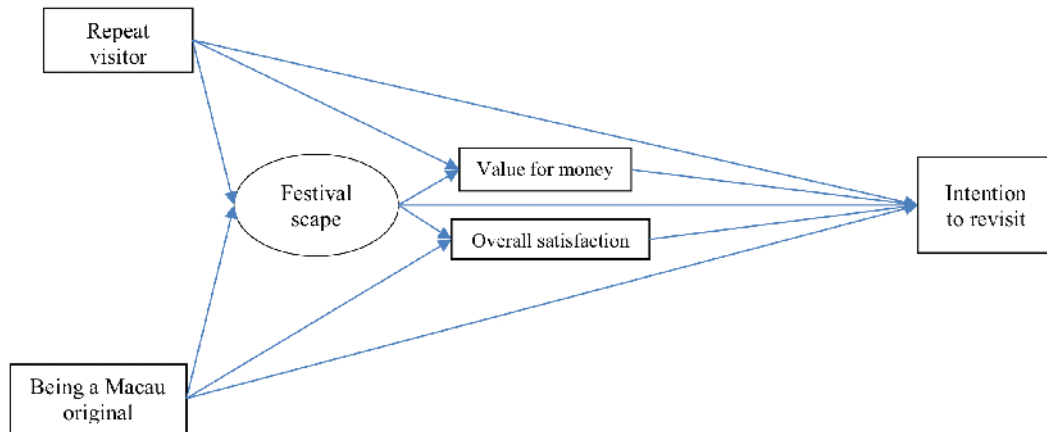 Repeat
visitor
Value for money
Festival
scape
Intention
to revisit
Overall satisfaction
Being a Macau
original